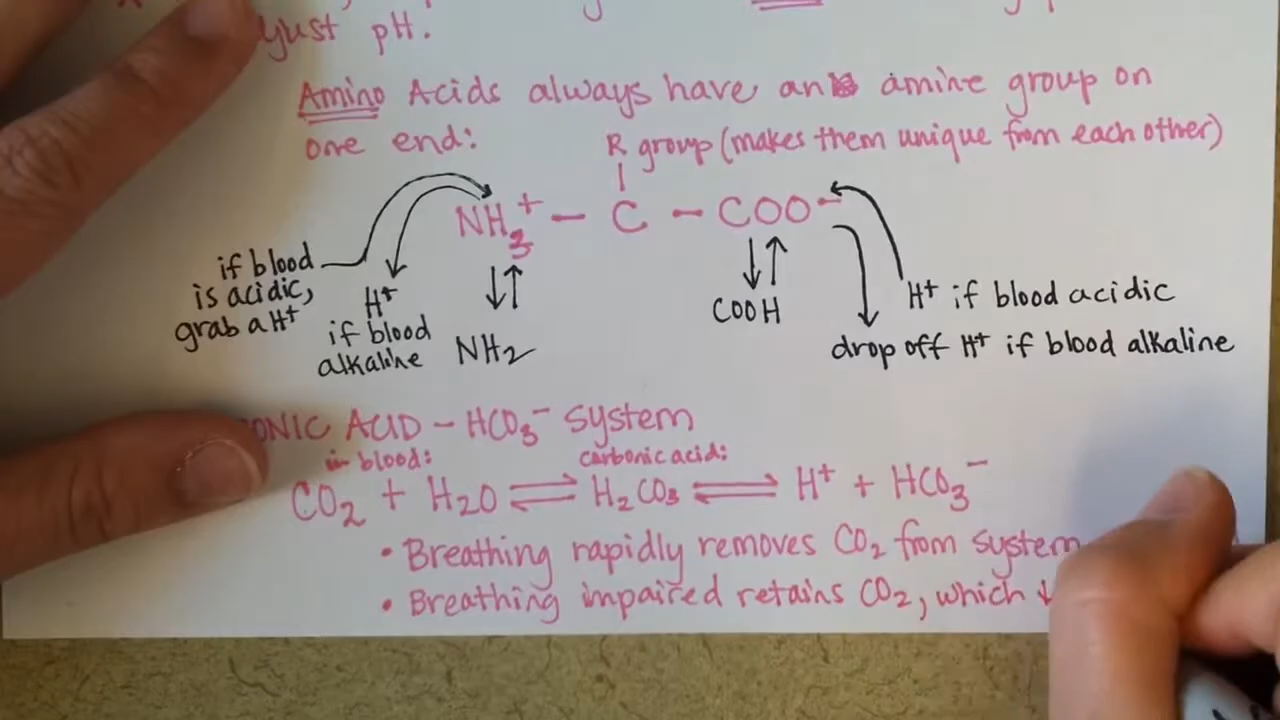 just pH.
Amino Acids always have an amine group on
one end:
R group (makes them unique from each other)
NH3+ – C – COO-
if blood
is acidic,
grab a H+
H+
if blood
alkaline
NH2
COOH
H+ if blood acidic
drop off H+ if blood alkaline
ONIC ACID – HCO3- system
in blood:
carbonic acid:
CO2 + H2O ⇌ H2CO3 ⇌ H+ + HCO3-
• Breathing rapidly removes CO2 from system
• Breathing impaired retains CO2, which ↓